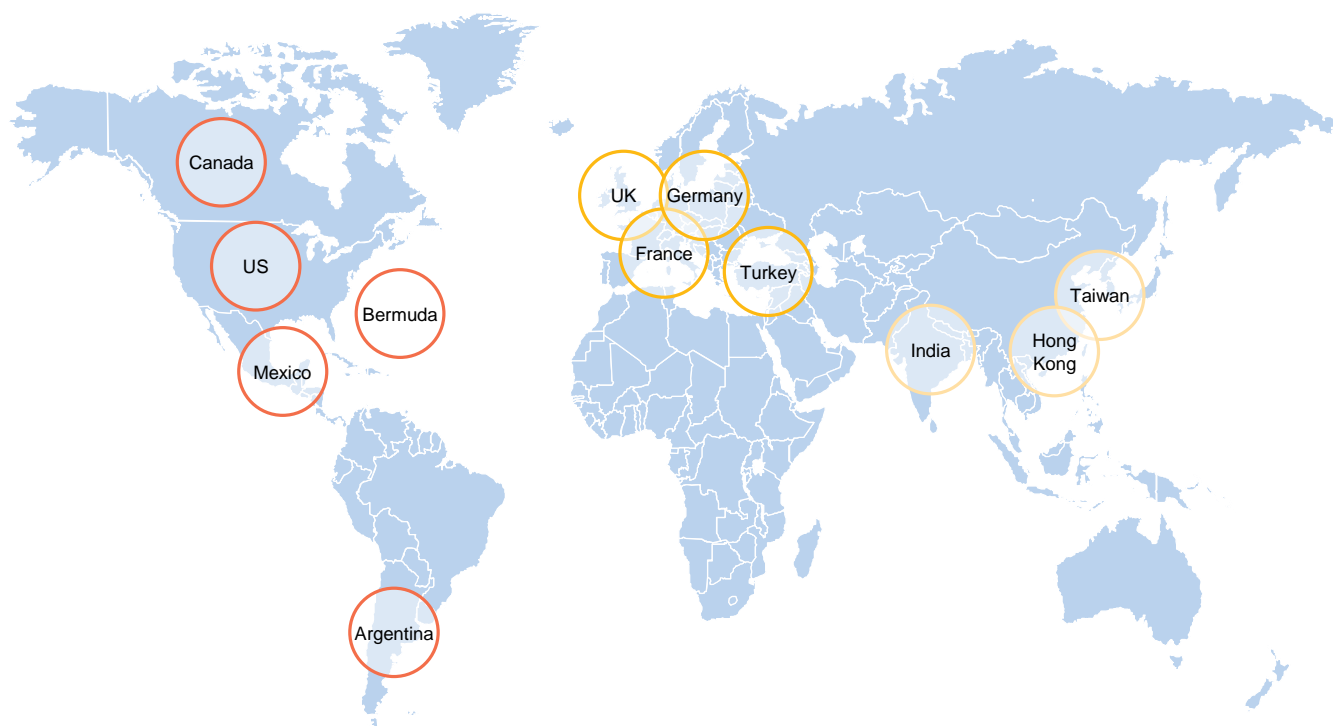 Canada
US
Bermuda
Mexico
Argentina
UK
Germany
France
Turkey
Taiwan
India
Hong
Kong